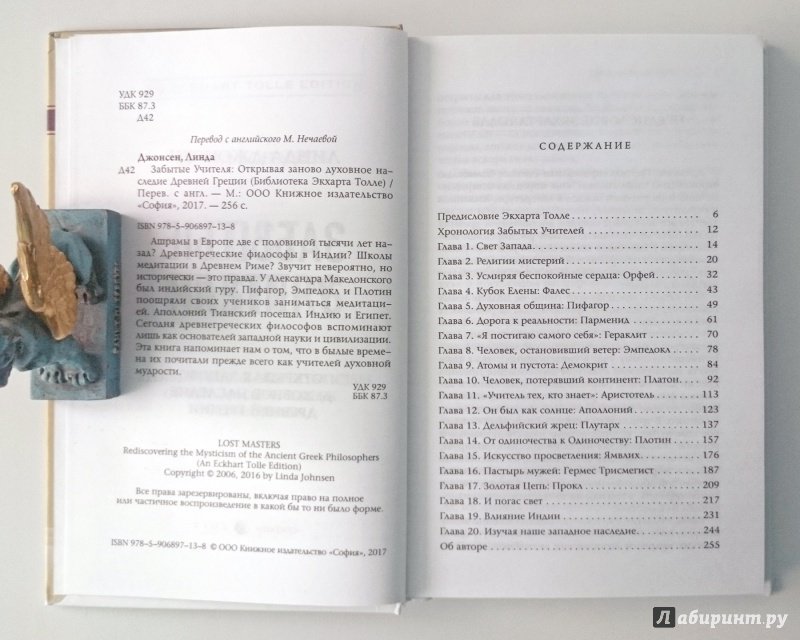 УДК 929
ББК 87.3
Д42
Перевод с английского М. Нечаевой
Джонсен, Линда
Д42 Забытые Учителя: Открывая заново духовное на-
следие Древней Греции (Библиотека Экхарта Толле) /
Перев. с англ. — М.: ООО Книжное издательство
«София», 2017. — 256 с.
ISBN 978–5–906897–13–8
Ашрамы в Европе две с половиной тысячи лет на-
зад? Древнегреческие философы в Индии? Школы
медитации в Древнем Риме? Звучит невероятно, но
исторически — это правда. У Александра Македонского
был индийский гуру. Пифагор, Эмпедокл и Плотин
поощряли своих учеников заниматься медитаци-
ей. Аполлоний Тианский посещал Индию и Египет.
Сегодня древнегреческих философов вспоминают
лишь как основателей западной науки и цивилизации.
Эта книга напоминает нам о том, что в былые време-
на их почитали прежде всего как учителей духовной
мудрости.
УДК 929
ББК 87.3
LOST MASTERS
Rediscovering the Mysticism of the Ancient Greek Philosophers
(An Eckhart Tolle Edition)
Copyright © 2006, 2016 by Linda Johnsen
Все права зарезервированы, включая право на полное
или частичное воспроизведение в какой бы то ни было форме.
ISBN 978–5–906897–13–8 © ООО Книжное издательство «София», 2017
СОДЕРЖАНИЕ
Предисловие Экхарта Толле 6
Хронология Забытых Учителей 12
Глава 1. Свет Запада 14
Глава 2. Религии мистерий 20
Глава 3. Усмиряя беспокойные сердца: Орфей 32
Глава 4. Кубок Елены: Фалес 43
Глава 5. Духовная община: Пифагор 49
Глава 6. Дорога к реальности: Парменид 61
Глава 7. «Я постигаю самого себя»: Гераклит 70
Глава 8. Человек, остановивший ветер: Эмпедокл 78
Глава 9. Атомы и пустота: Демокрит 84
Глава 10. Человек, потерявший континент: Платон 92
Глава 11. «Учитель тех, кто знает»: Аристотель 113
Глава 12. Он был как солнце: Аполлоний 123
Глава 13. Дельфийский жрец: Плутарх 137
Глава 14. От одиночества к Одиночеству: Плотин 157
Глава 15. Искусство просветления: Ямвлих 176
Глава 16. Пастырь мужей: Гермес Трисмегист 187
Глава 17. Золотая Цепь: Прокл 209
Глава 18. И погас свет 217
Глава 19. Влияние Индии 231
Глава 20. Изучая наше западное наследие 244
Об авторе 255
Лабиринт.ру